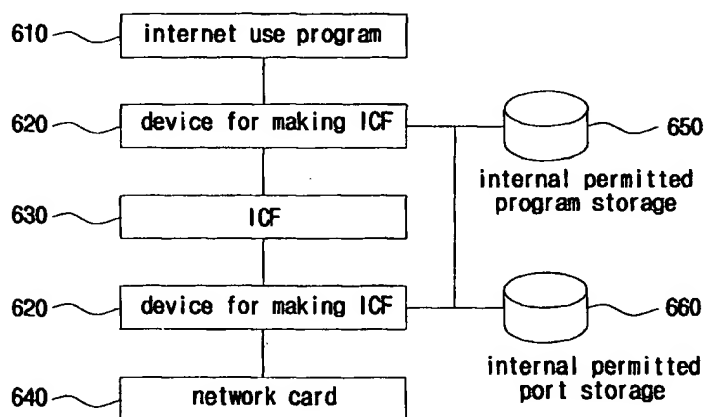 610
internet use program
620
device for making ICF
650
internal permitted
program storage
630
ICF
620
device for making ICF
660
internal permitted
port storage
640
network card